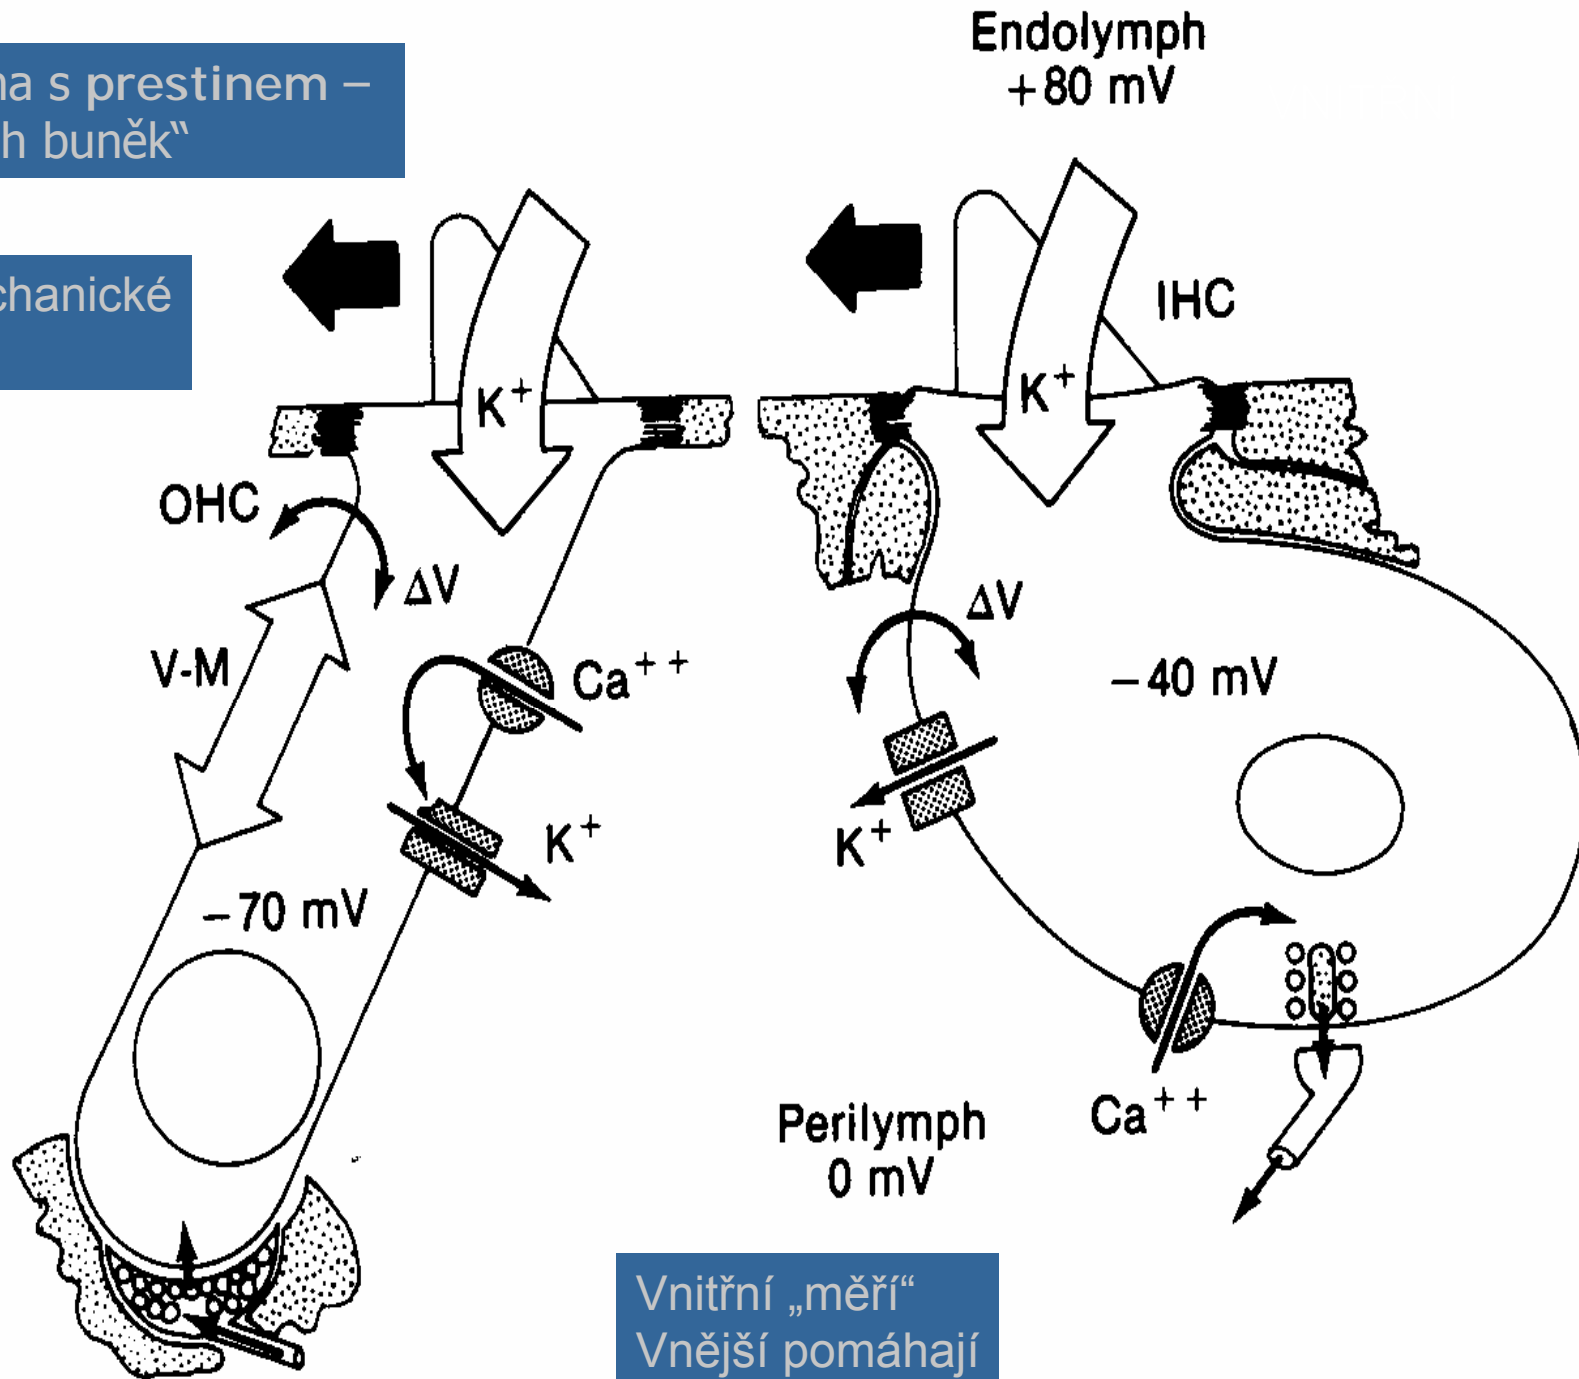 Endolymph
+80 mV
na s prestinem –
h buněk“
chanické
K+
K+
IHC
OHC
ΔV
ΔV
V-M
Ca++
-40 mV
K+
K+
-70 mV
Ca++
Perilymph
0 mV
Vnitřní „měří“
Vnější pomáhají